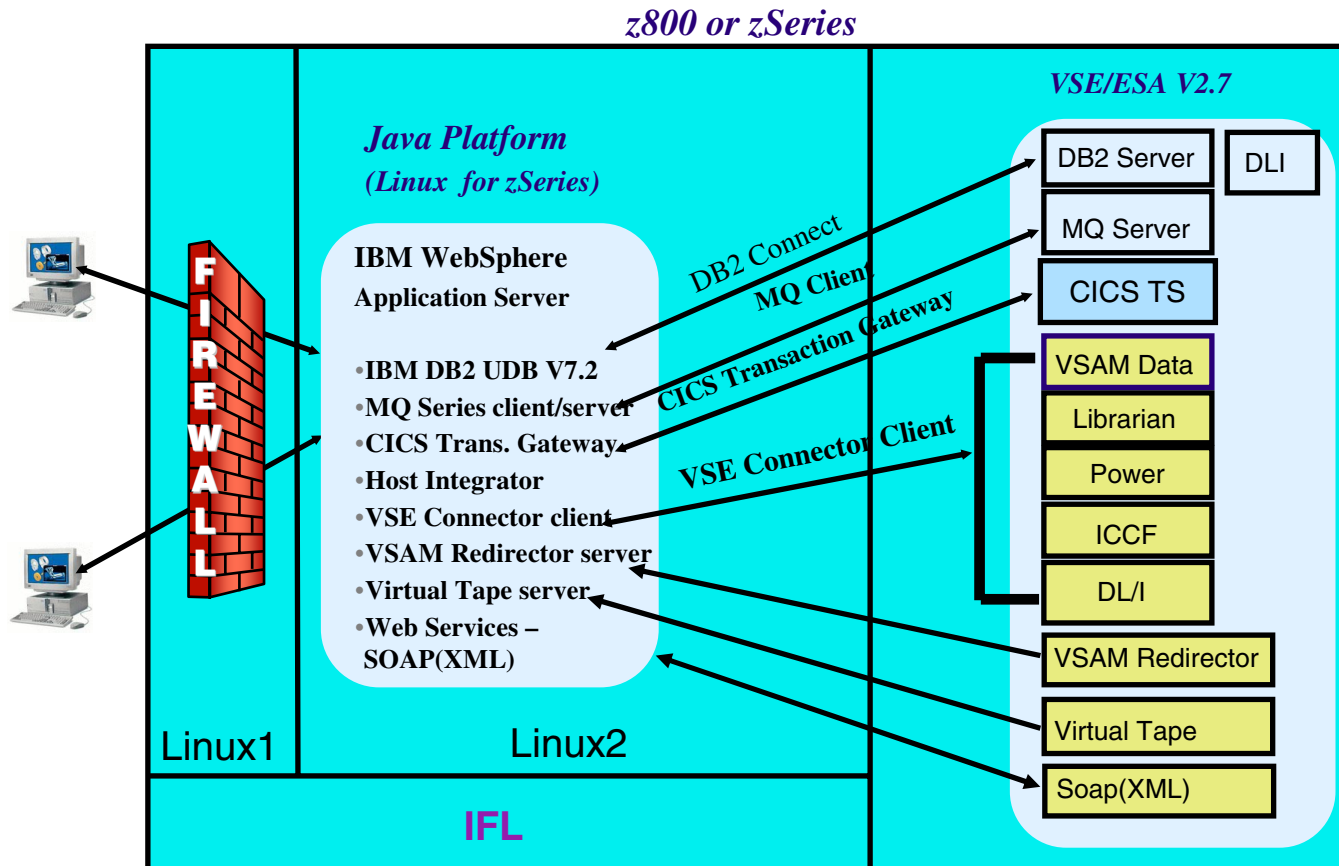 z800 or zSeries
VSE/ESA V2.7
Java Platform
(Linux for zSeries)
FIREWALL
IBM WebSphere
Application Server
•IBM DB2 UDB V7.2
•MQ Series client/server
•CICS Trans. Gateway
•Host Integrator
•VSE Connector client
•VSAM Redirector server
•Virtual Tape server
•Web Services –
SOAP(XML)
DB2 Connect
MQ Client
CICS Transaction Gateway
VSE Connector Client
DB2 Server
DLI
MQ Server
CICS TS
VSAM Data
Librarian
Power
ICCF
DL/I
VSAM Redirector
Virtual Tape
Soap(XML)
Linux1
Linux2
IFL